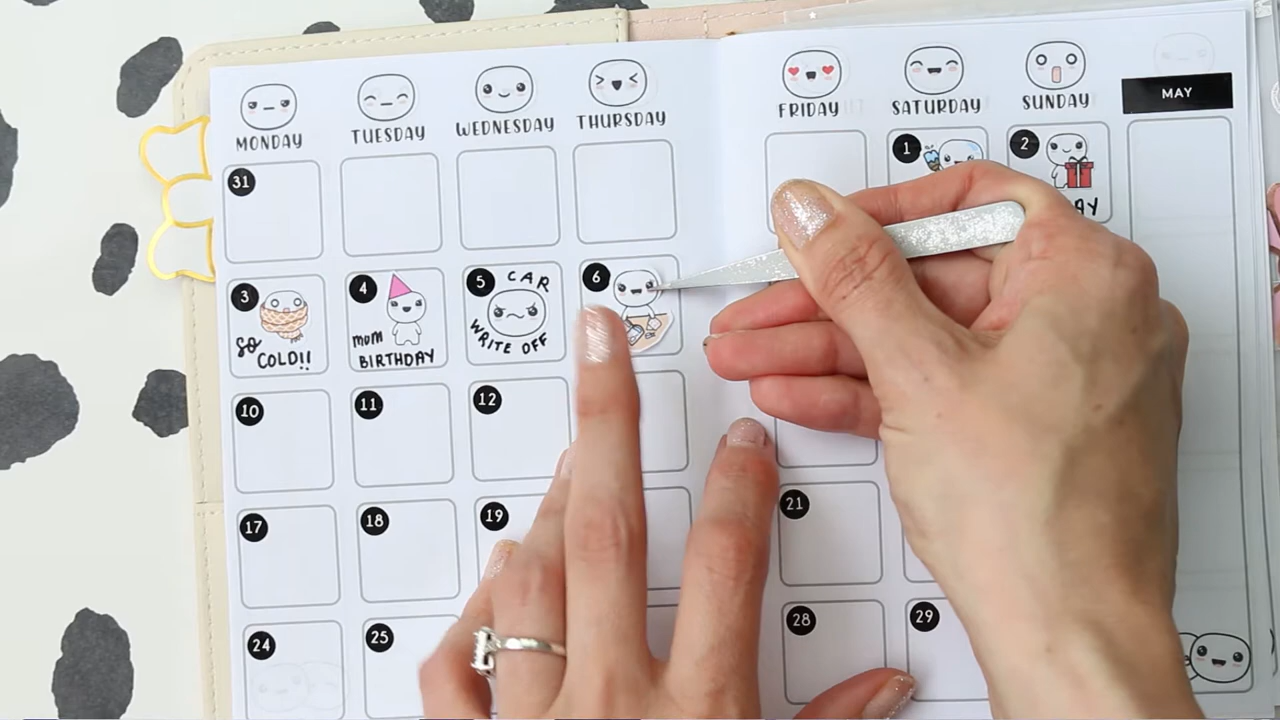 MONDAY
TUESDAY
WEDNESDAY
THURSDAY
FRIDAY
SATURDAY
SUNDAY
MAY
31
1
2
3
SO
COLD!!
4
mom
BIRTHDAY
5
CAR
WRITE OFF
6
10
11
12
17
18
19
21
24
25
28
29